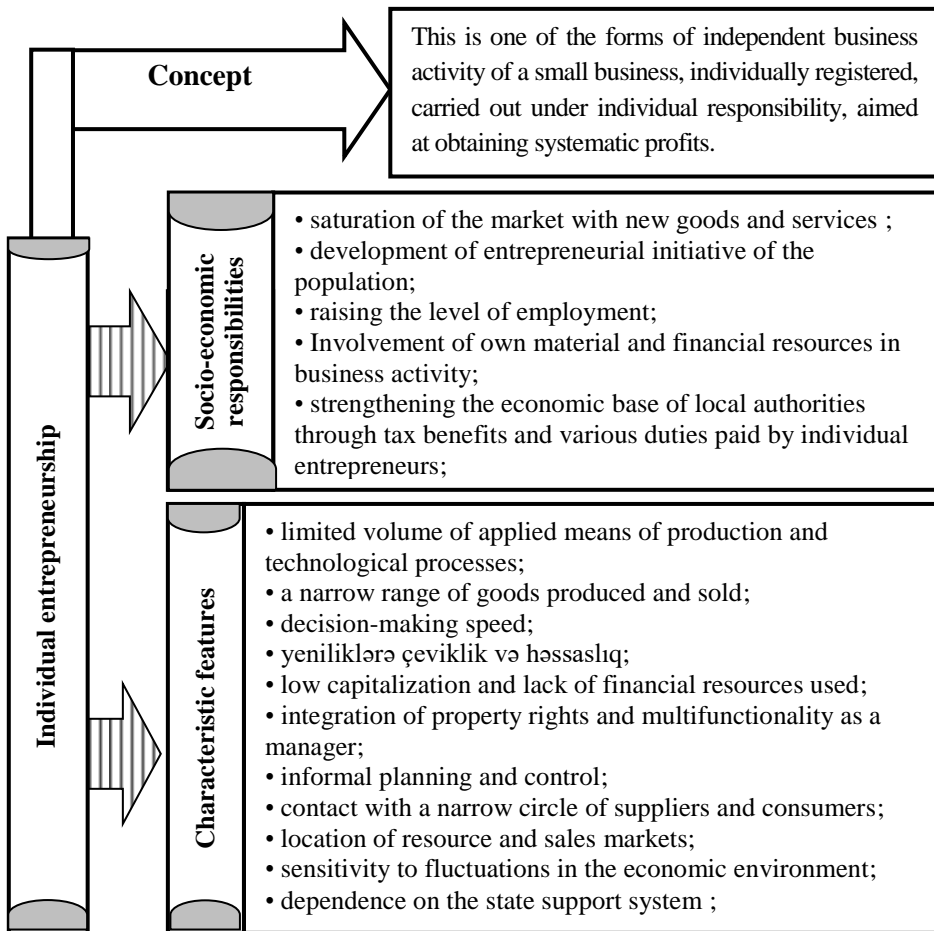 Concept
This is one of the forms of independent business
activity of a small business, individually registered,
carried out under individual responsibility, aimed
at obtaining systematic profits.
Individual entrepreneurship
Socio-economic
responsibilities
• saturation of the market with new goods and services ;
• development of entrepreneurial initiative of the
population;
• raising the level of employment;
• Involvement of own material and financial resources in
business activity;
• strengthening the economic base of local authorities
through tax benefits and various duties paid by individual
entrepreneurs;
Characteristic features
• limited volume of applied means of production and
technological processes;
• a narrow range of goods produced and sold;
• decision-making speed;
• yeniliklərə çeviklik və həssaslıq;
• low capitalization and lack of financial resources used;
• integration of property rights and multifunctionality as a
manager;
• informal planning and control;
• contact with a narrow circle of suppliers and consumers;
• location of resource and sales markets;
• sensitivity to fluctuations in the economic environment;
• dependence on the state support system ;